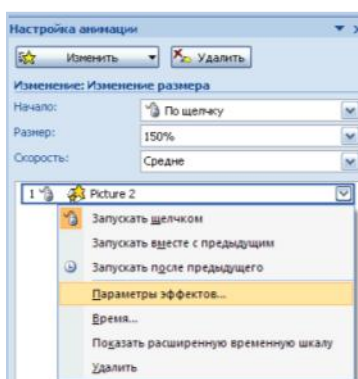 Настройка анимации
Изменить Удалить
Изменение: Изменение размера
Начало: По щелчку
Размер: 150%
Скорость: Средне
1 Picture 2
Запускать щелчком
Запускать вместе с предыдущим
Запускать после предыдущего
Параметры эффектов...
Время...
Показать расширенную временную шкалу
Удалить